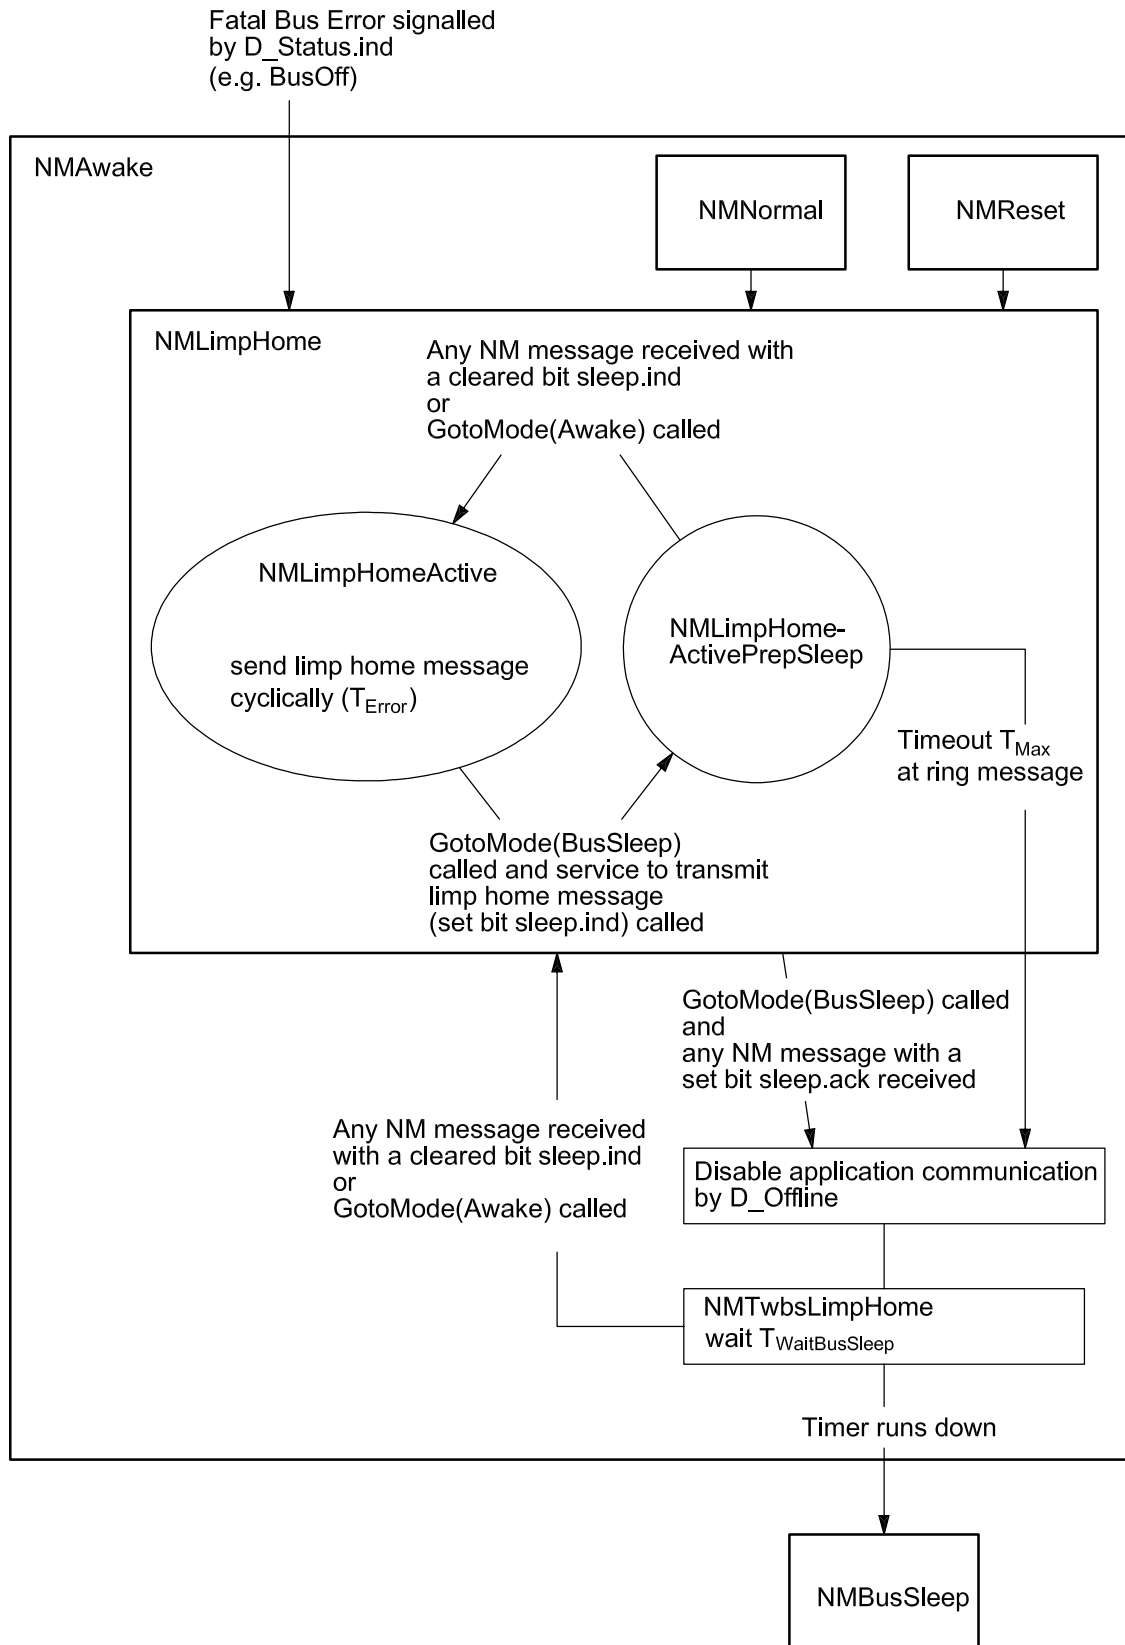 Fatal Bus Error signalled
by D_Status.ind
(e.g. BusOff)
NMAwake
NMNormal
NMReset
NMLimpHome
Any NM message received with
a cleared bit sleep.ind
or
GotoMode(Awake) called
NMLimpHomeActive
send limp home message
cyclically (TError)
NMLimpHome-
ActivePrepSleep
Timeout TMax
at ring message
GotoMode(BusSleep)
called and service to transmit
limp home message
(set bit sleep.ind) called
GotoMode(BusSleep) called
and
any NM message with a
set bit sleep.ack received
Any NM message received
with a cleared bit sleep.ind
or
GotoMode(Awake) called
Disable application communication
by D_Offline
NMTwbsLimpHome
wait TWaitBusSleep
Timer runs down
NMBusSleep